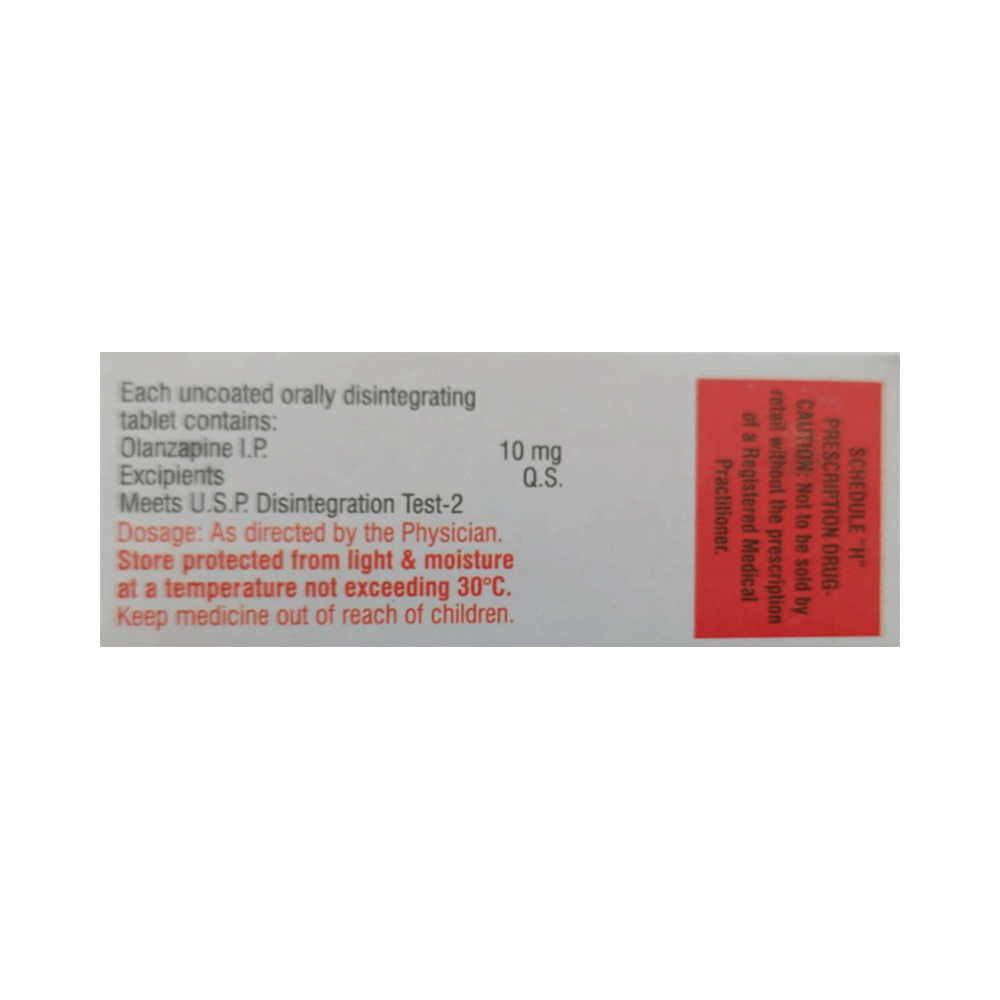 Each uncoated orally disintegrating
tablet contains:
Olanzapine I.P. 10 mg
Excipients Q.S.
Meets U.S.P. Disintegration Test-2
Dosage: As directed by the Physician.
Store protected from light & moisture
at a temperature not exceeding 30°C.
Keep medicine out of reach of children.
SCHEDULE "H"
PRESCRIPTION DRUG-
CAUTION: Not to be sold by
retail without the prescription
of a Registered Medical
Practitioner.